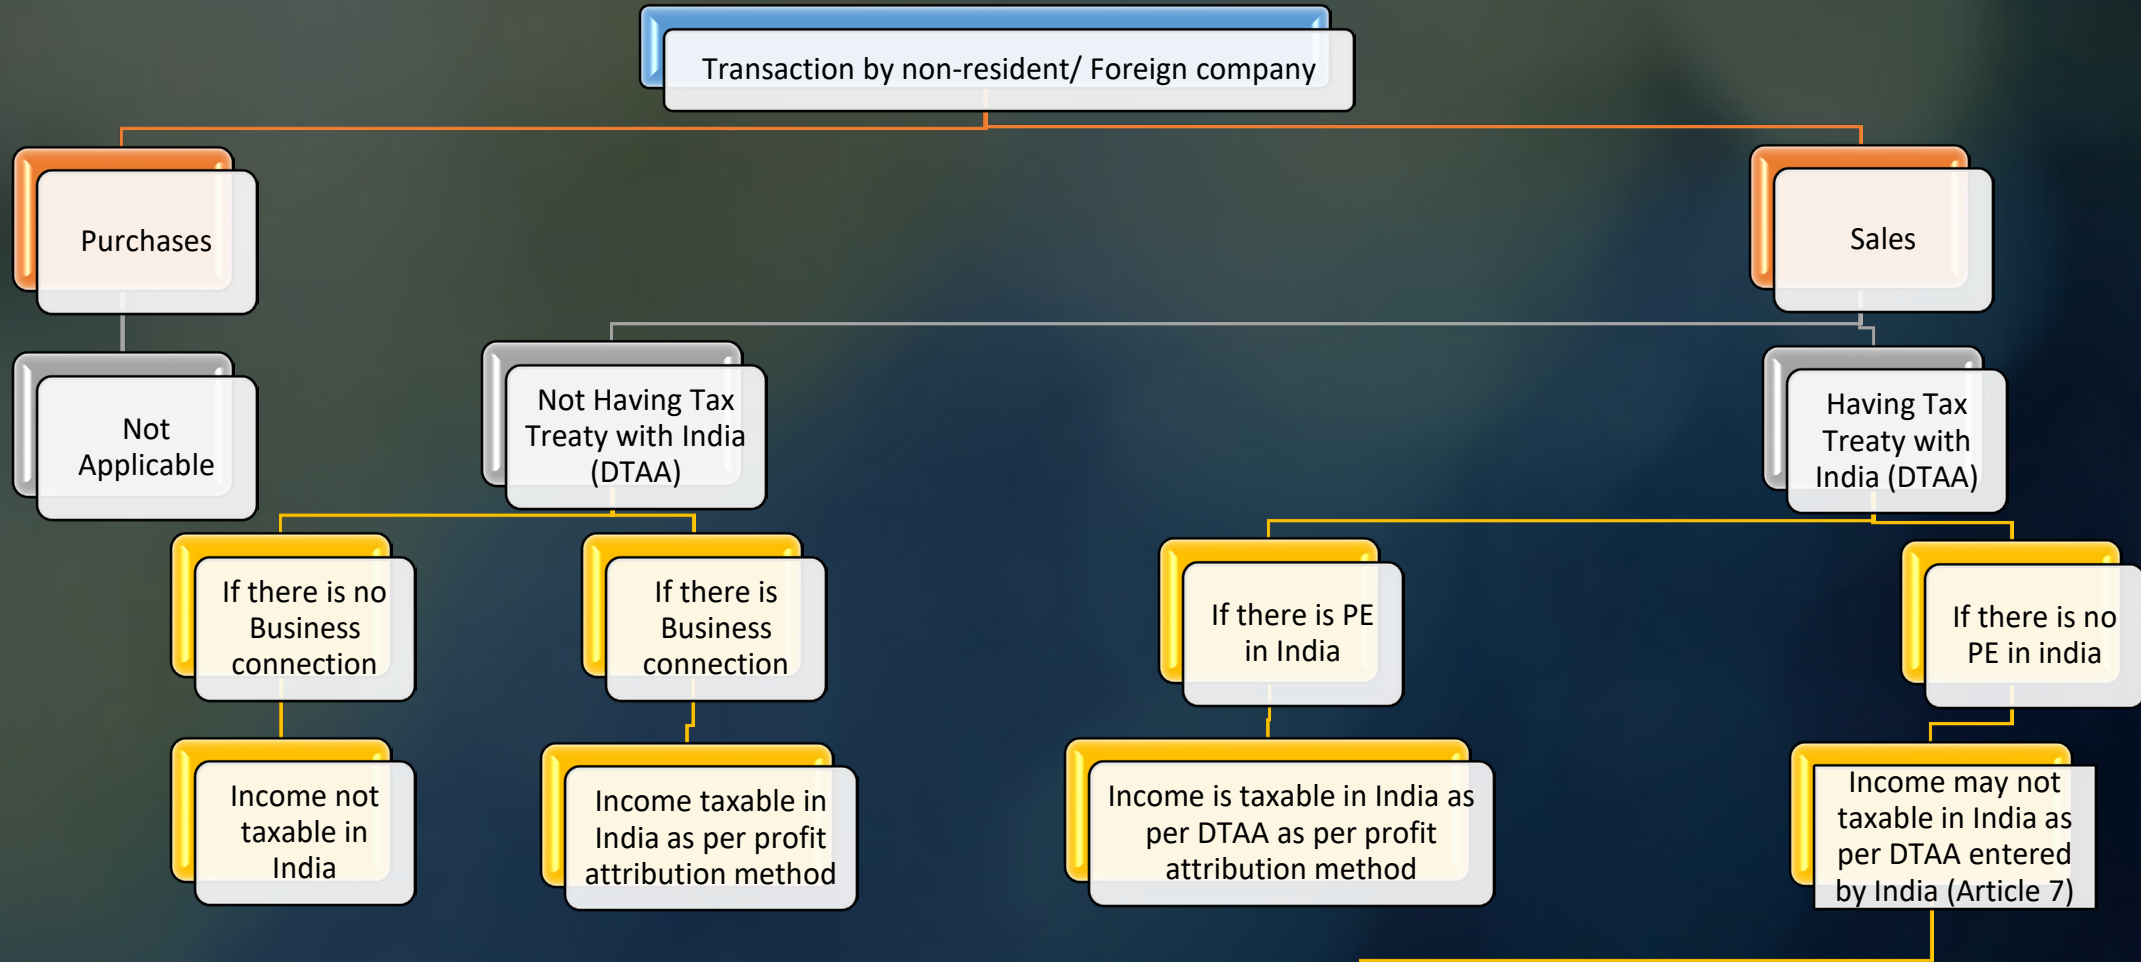 Transaction by non-resident/ Foreign company
Purchases
Sales
Not
Applicable
Not Having Tax
Treaty with India
(DTAA)
Having Tax
Treaty with
India (DTAA)
If there is no
Business
connection
If there is
Business
connection
If there is PE
in India
If there is no
PE in india
Income not
taxable in
India
Income taxable in
India as per profit
attribution method
Income is taxable in India as
per DTAA as per profit
attribution method
Income may not
taxable in India as
per DTAA entered
by India (Article 7)